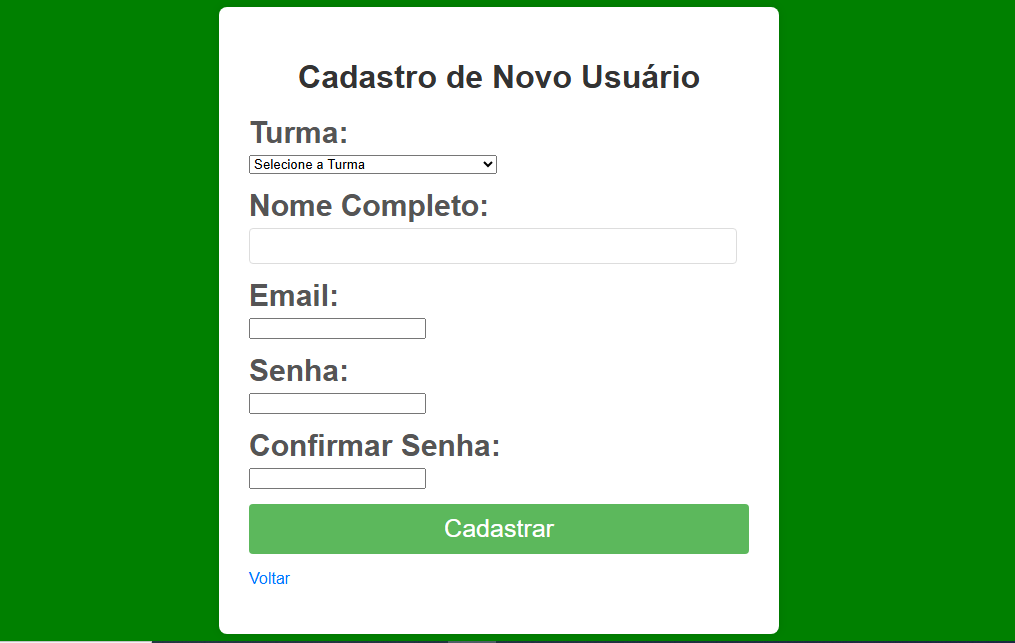 Cadastro de Novo Usuário
Turma:
Selecione a Turma
Nome Completo:
Email:
Senha:
Confirmar Senha:
Cadastrar
Voltar